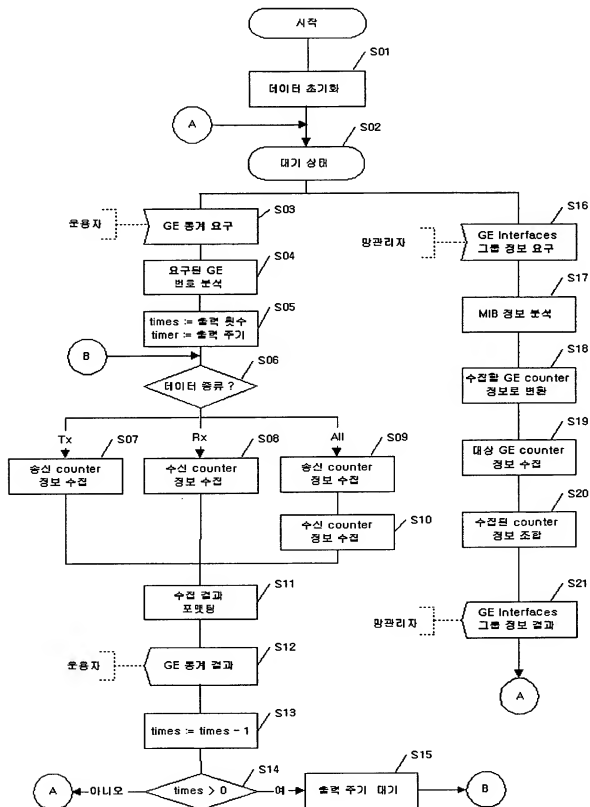 시작
S01
데이터 초기화
A
S02
대기 상태
운용자
S03
GE 통계 요구
S04
요구된 GE
번호 분석
S05
times := 출력 횟수
timer := 출력 주기
B
S06
데이터 종류 ?
Tx
S07
송신 counter
정보 수집
Rx
S08
수신 counter
정보 수집
All
S09
송신 counter
정보 수집
S10
수신 counter
정보 수집
S11
수집 결과
포맷팅
운용자
S12
GE 통계 결과
S13
times := times - 1
S14
times > 0
아니오
A
예
S15
출력 주기 대기
B
망관리자
S16
GE Interfaces
그룹 정보 요구
S17
MIB 정보 분석
S18
수집할 GE counter
정보로 변환
S19
대상 GE counter
정보 수집
S20
수집된 counter
정보 조합
망관리자
S21
GE Interfaces
그룹 정보 결과
A